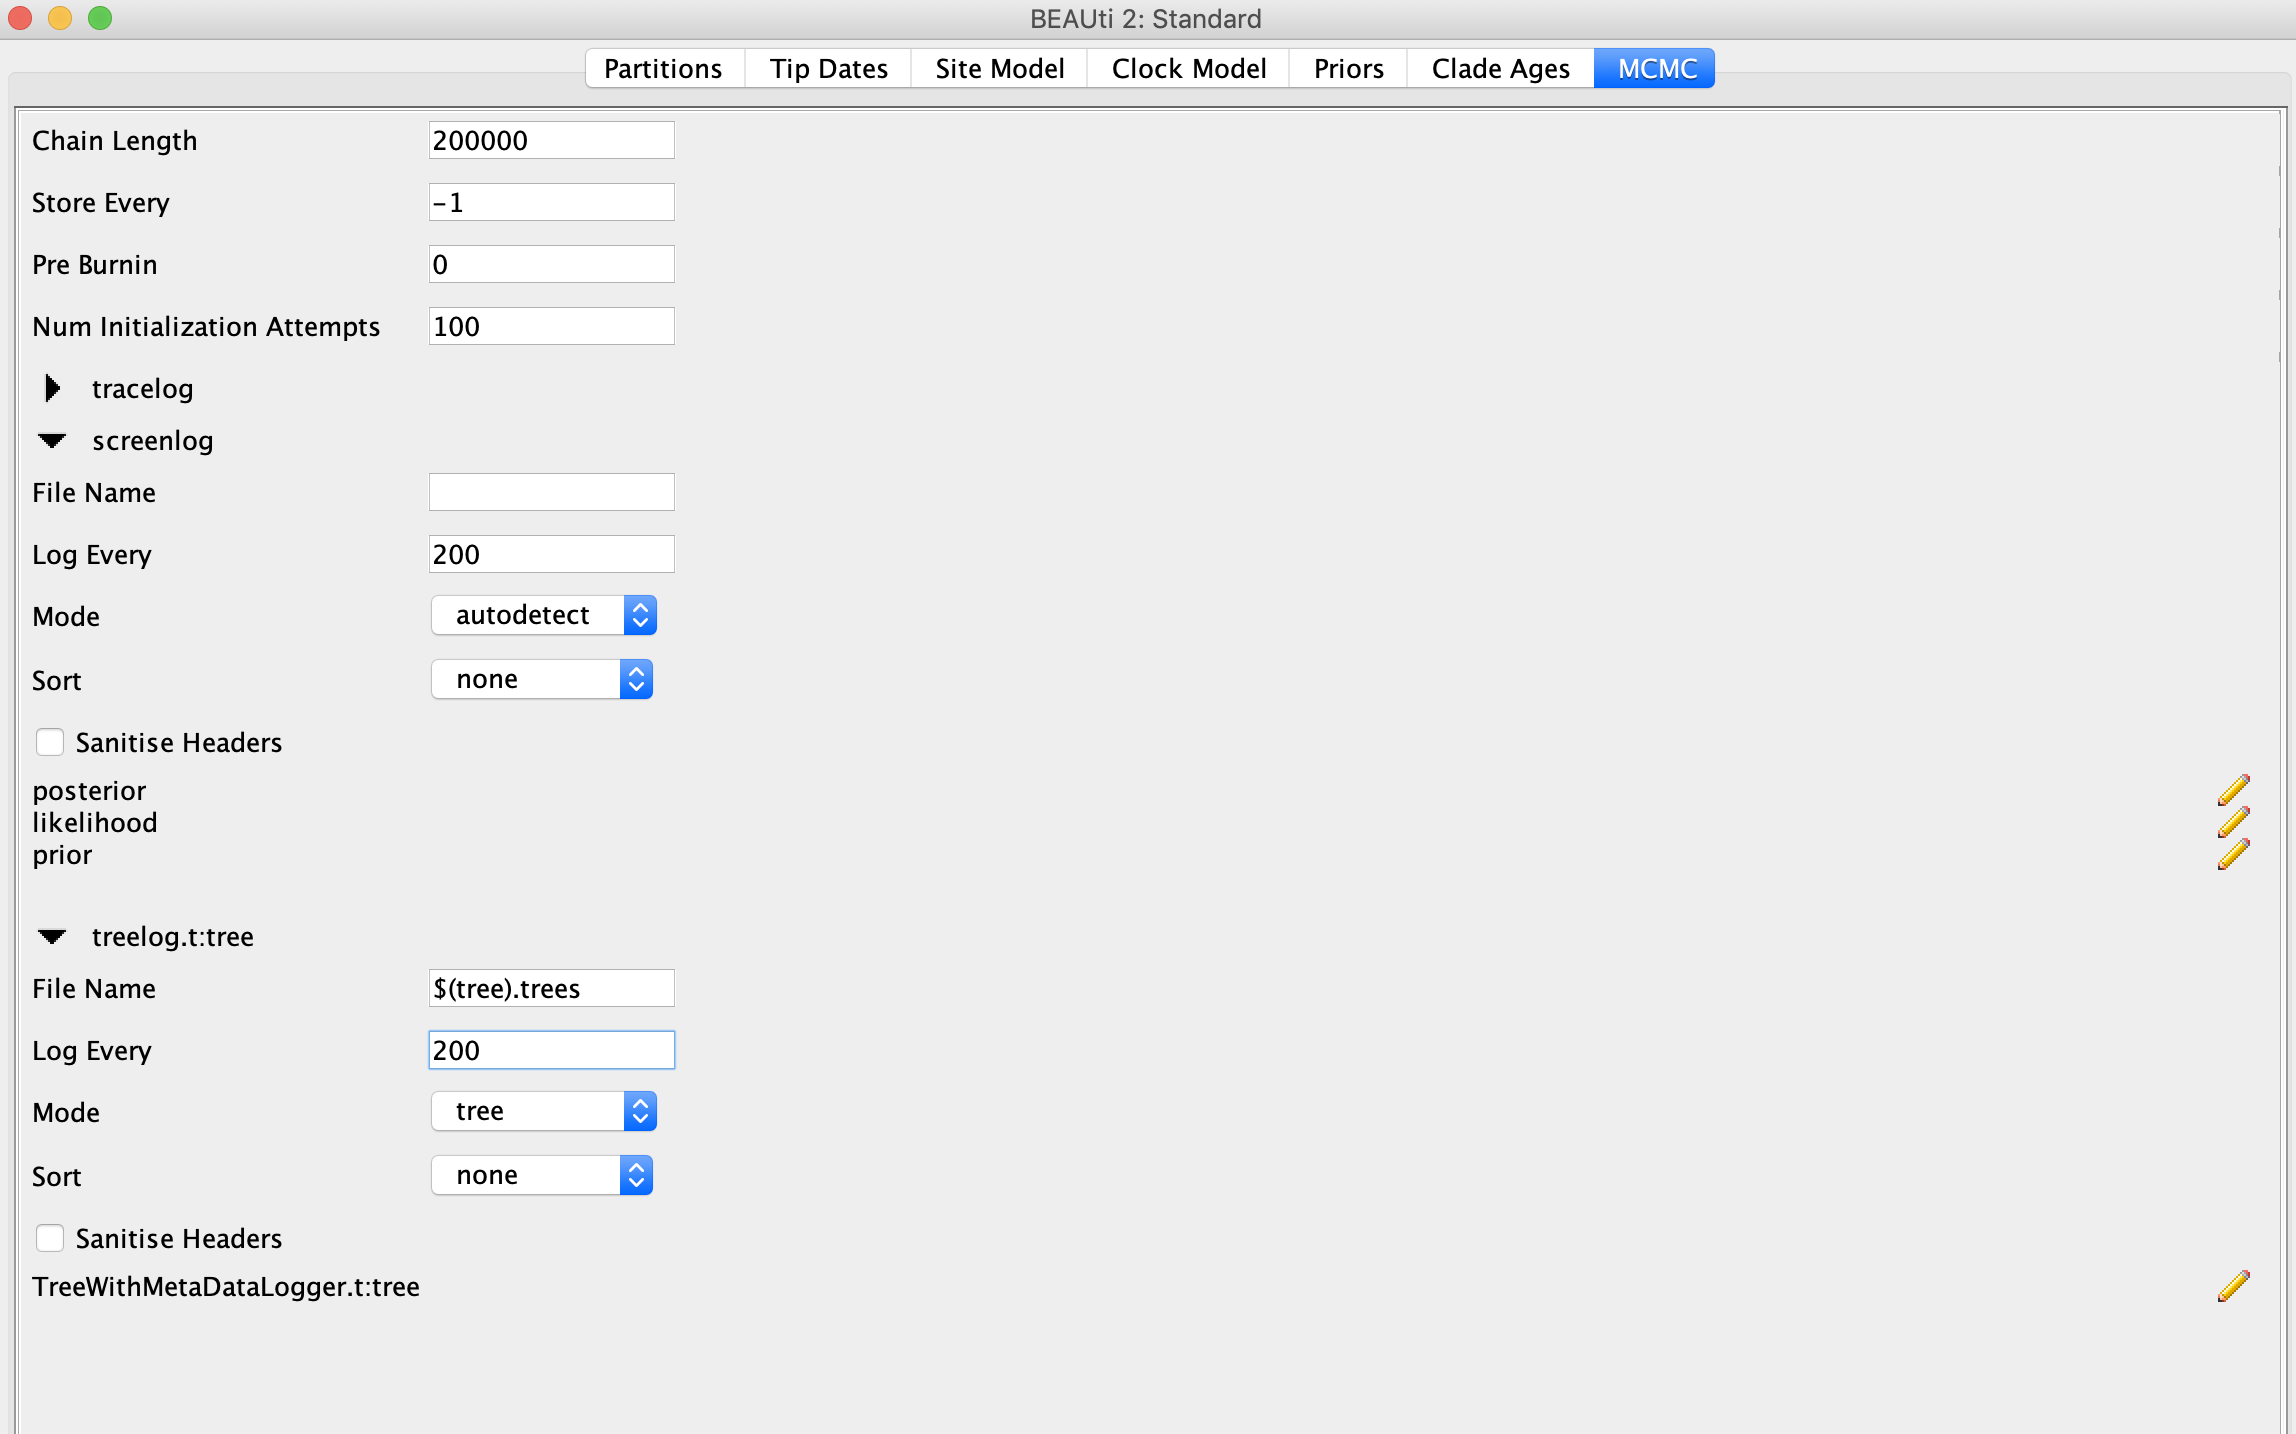 BEAUti 2: Standard
Partitions Tip Dates Site Model Clock Model Priors Clade Ages MCMC
Chain Length 200000
Store Every -1
Pre Burnin 0
Num Initialization Attempts 100
tracelog
screenlog
File Name
Log Every 200
Mode autodetect
Sort none
Sanitise Headers
posterior
likelihood
prior
treelog.t:tree
File Name $(tree).trees
Log Every 200
Mode tree
Sort none
Sanitise Headers
TreeWithMetaDataLogger.t:tree